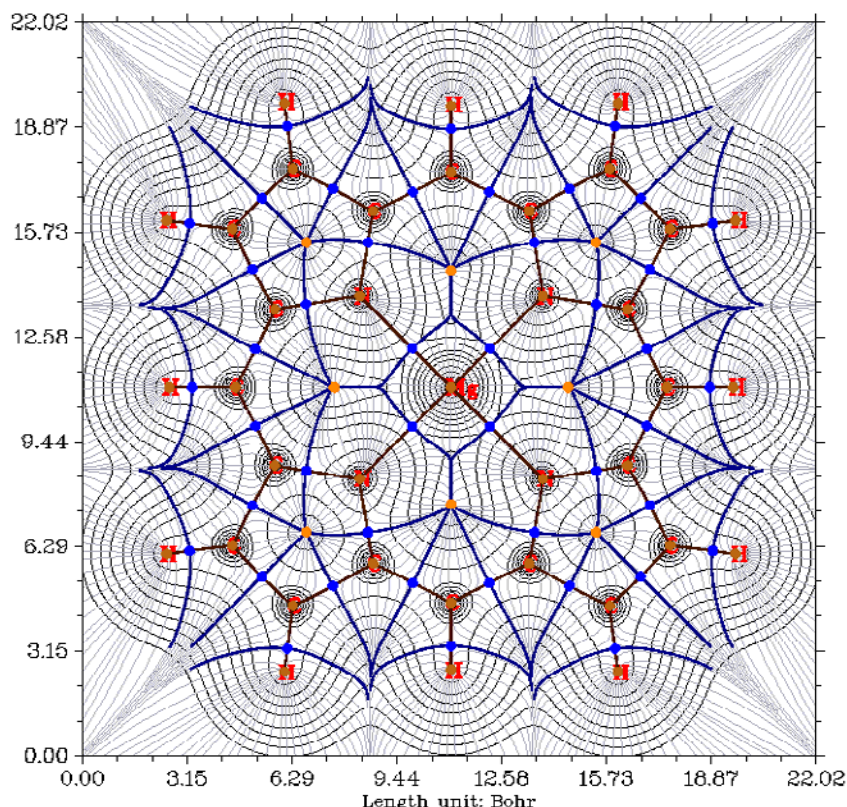 22.02
H H H
18.87
C C C
C C
H C C H
15.73
N N
C C
12.58
H C Mg C H
9.44
C C
N N
H C C H
6.29
C C
C C C
3.15
H H H
0.00
0.00 3.15 6.29 9.44 12.58 15.73 18.87 22.02
Length unit: Bohr